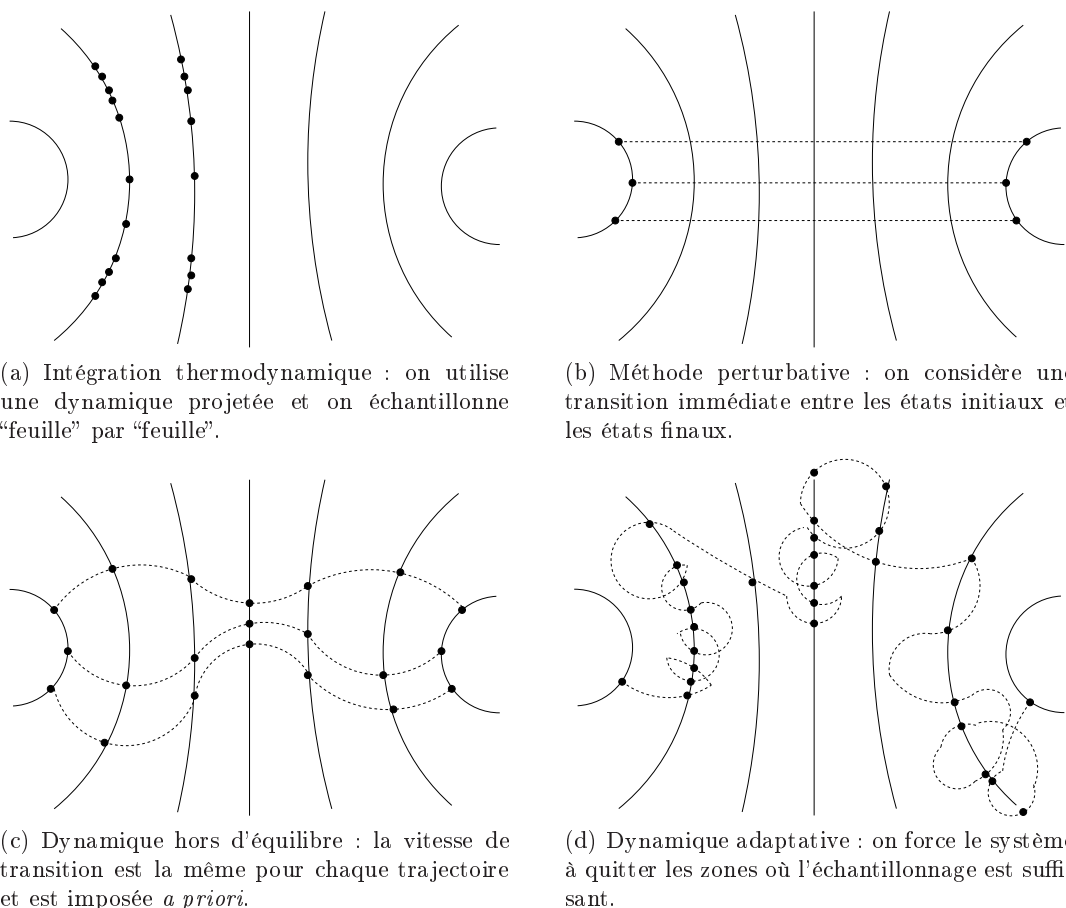 (a) Intégration thermodynamique : on utilise
une dynamique projetée et on échantillonne
“feuille” par “feuille”.
(b) Méthode perturbative : on considère une
transition immédiate entre les états initiaux et
les états finaux.
(c) Dynamique hors d'équilibre : la vitesse de
transition est la même pour chaque trajectoire
et est imposée a priori.
(d) Dynamique adaptative : on force le système
à quitter les zones où l'échantillonnage est suffi
sant.